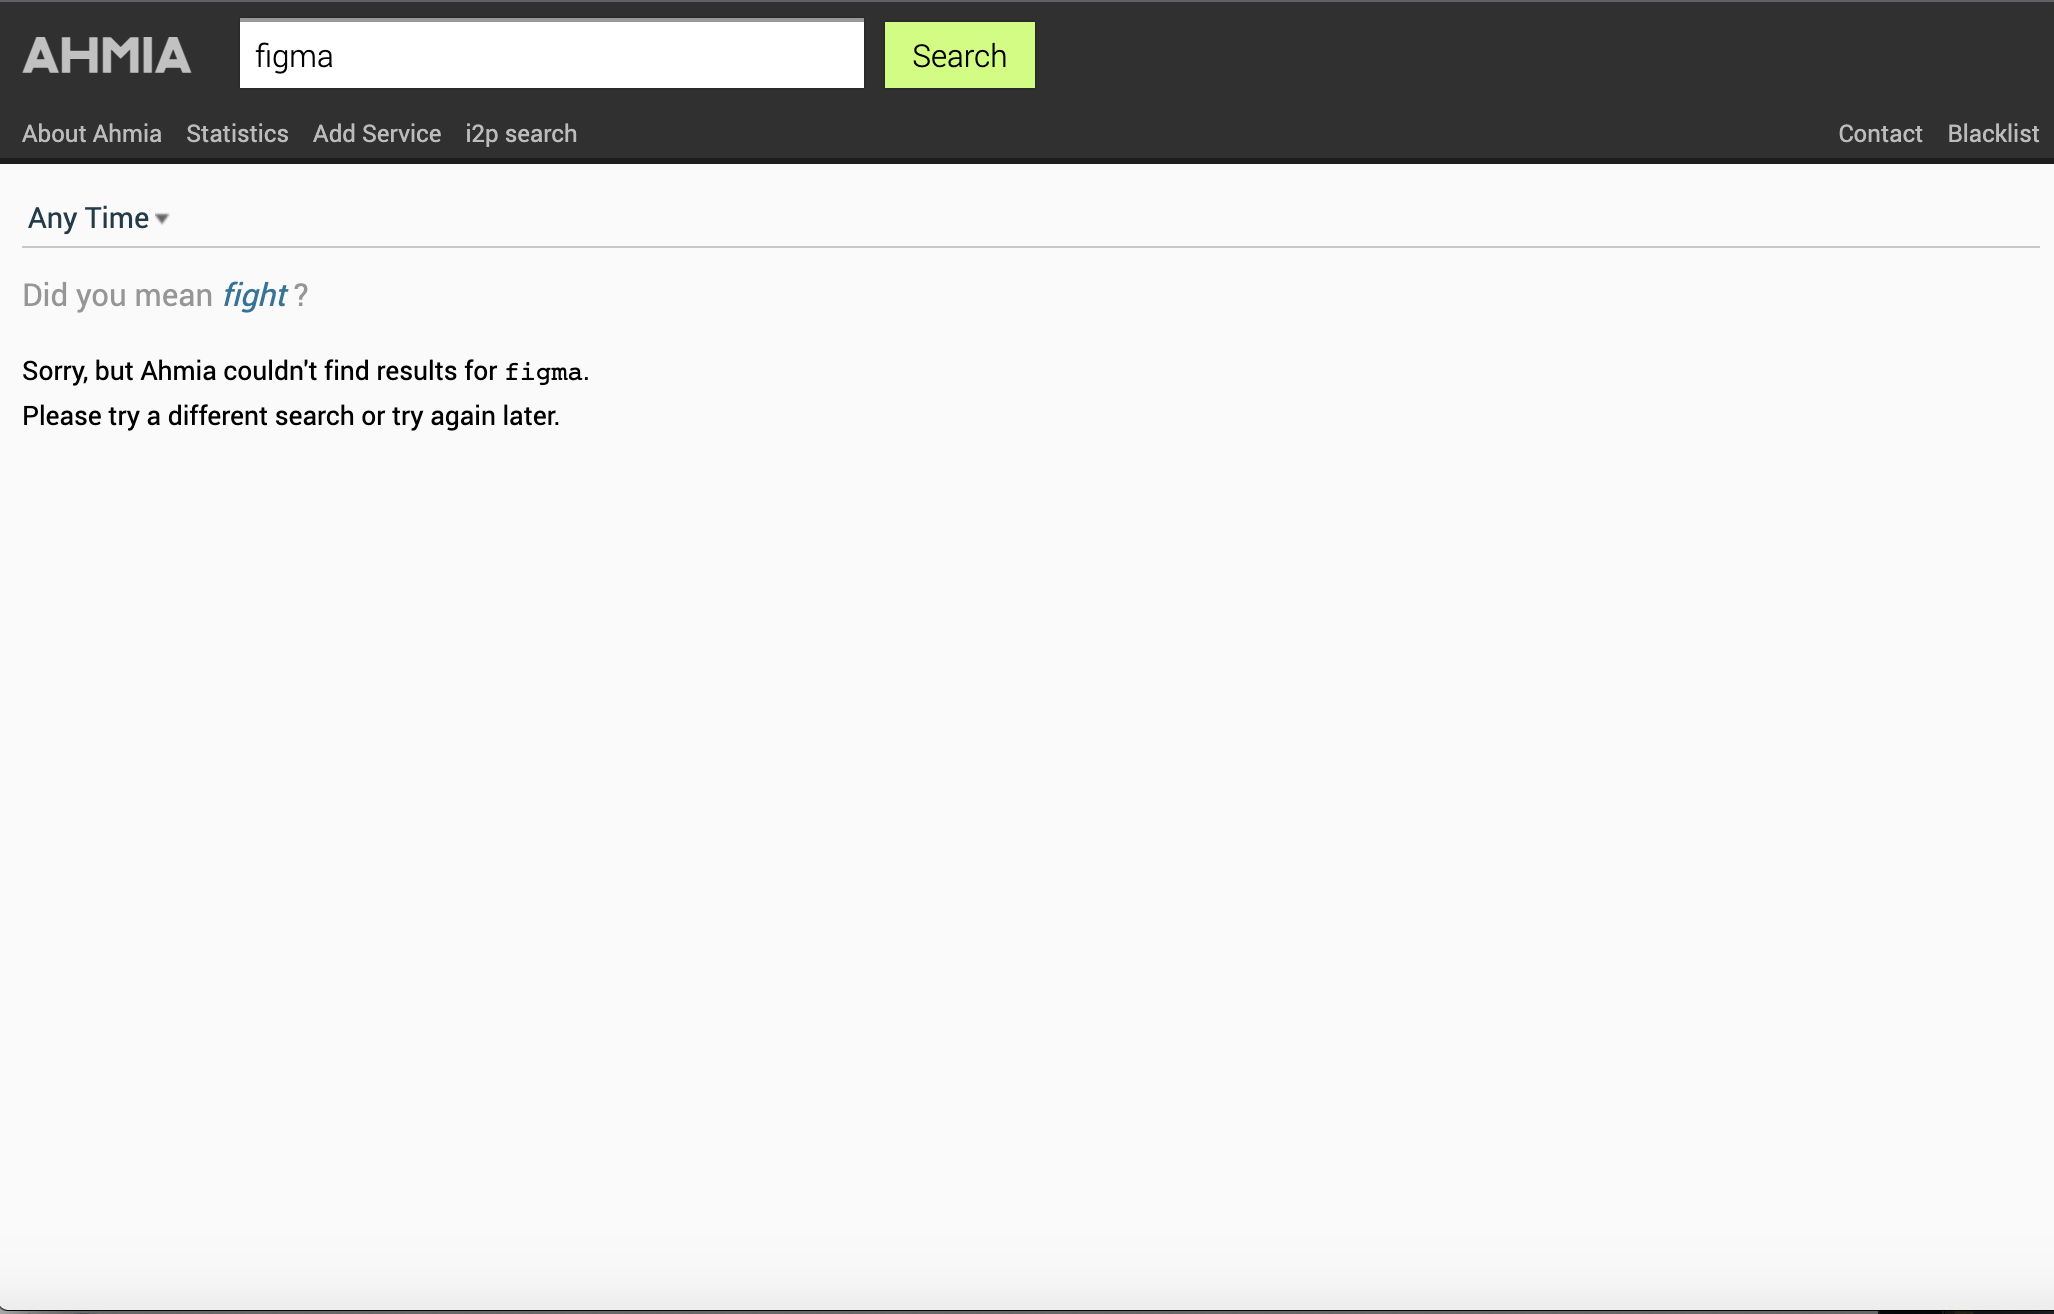 AHMIA
figma
Search
About Ahmia Statistics Add Service i2p search
Contact Blacklist
Any Time
Did you mean fight ?
Sorry, but Ahmia couldn't find results for figma.
Please try a different search or try again later.